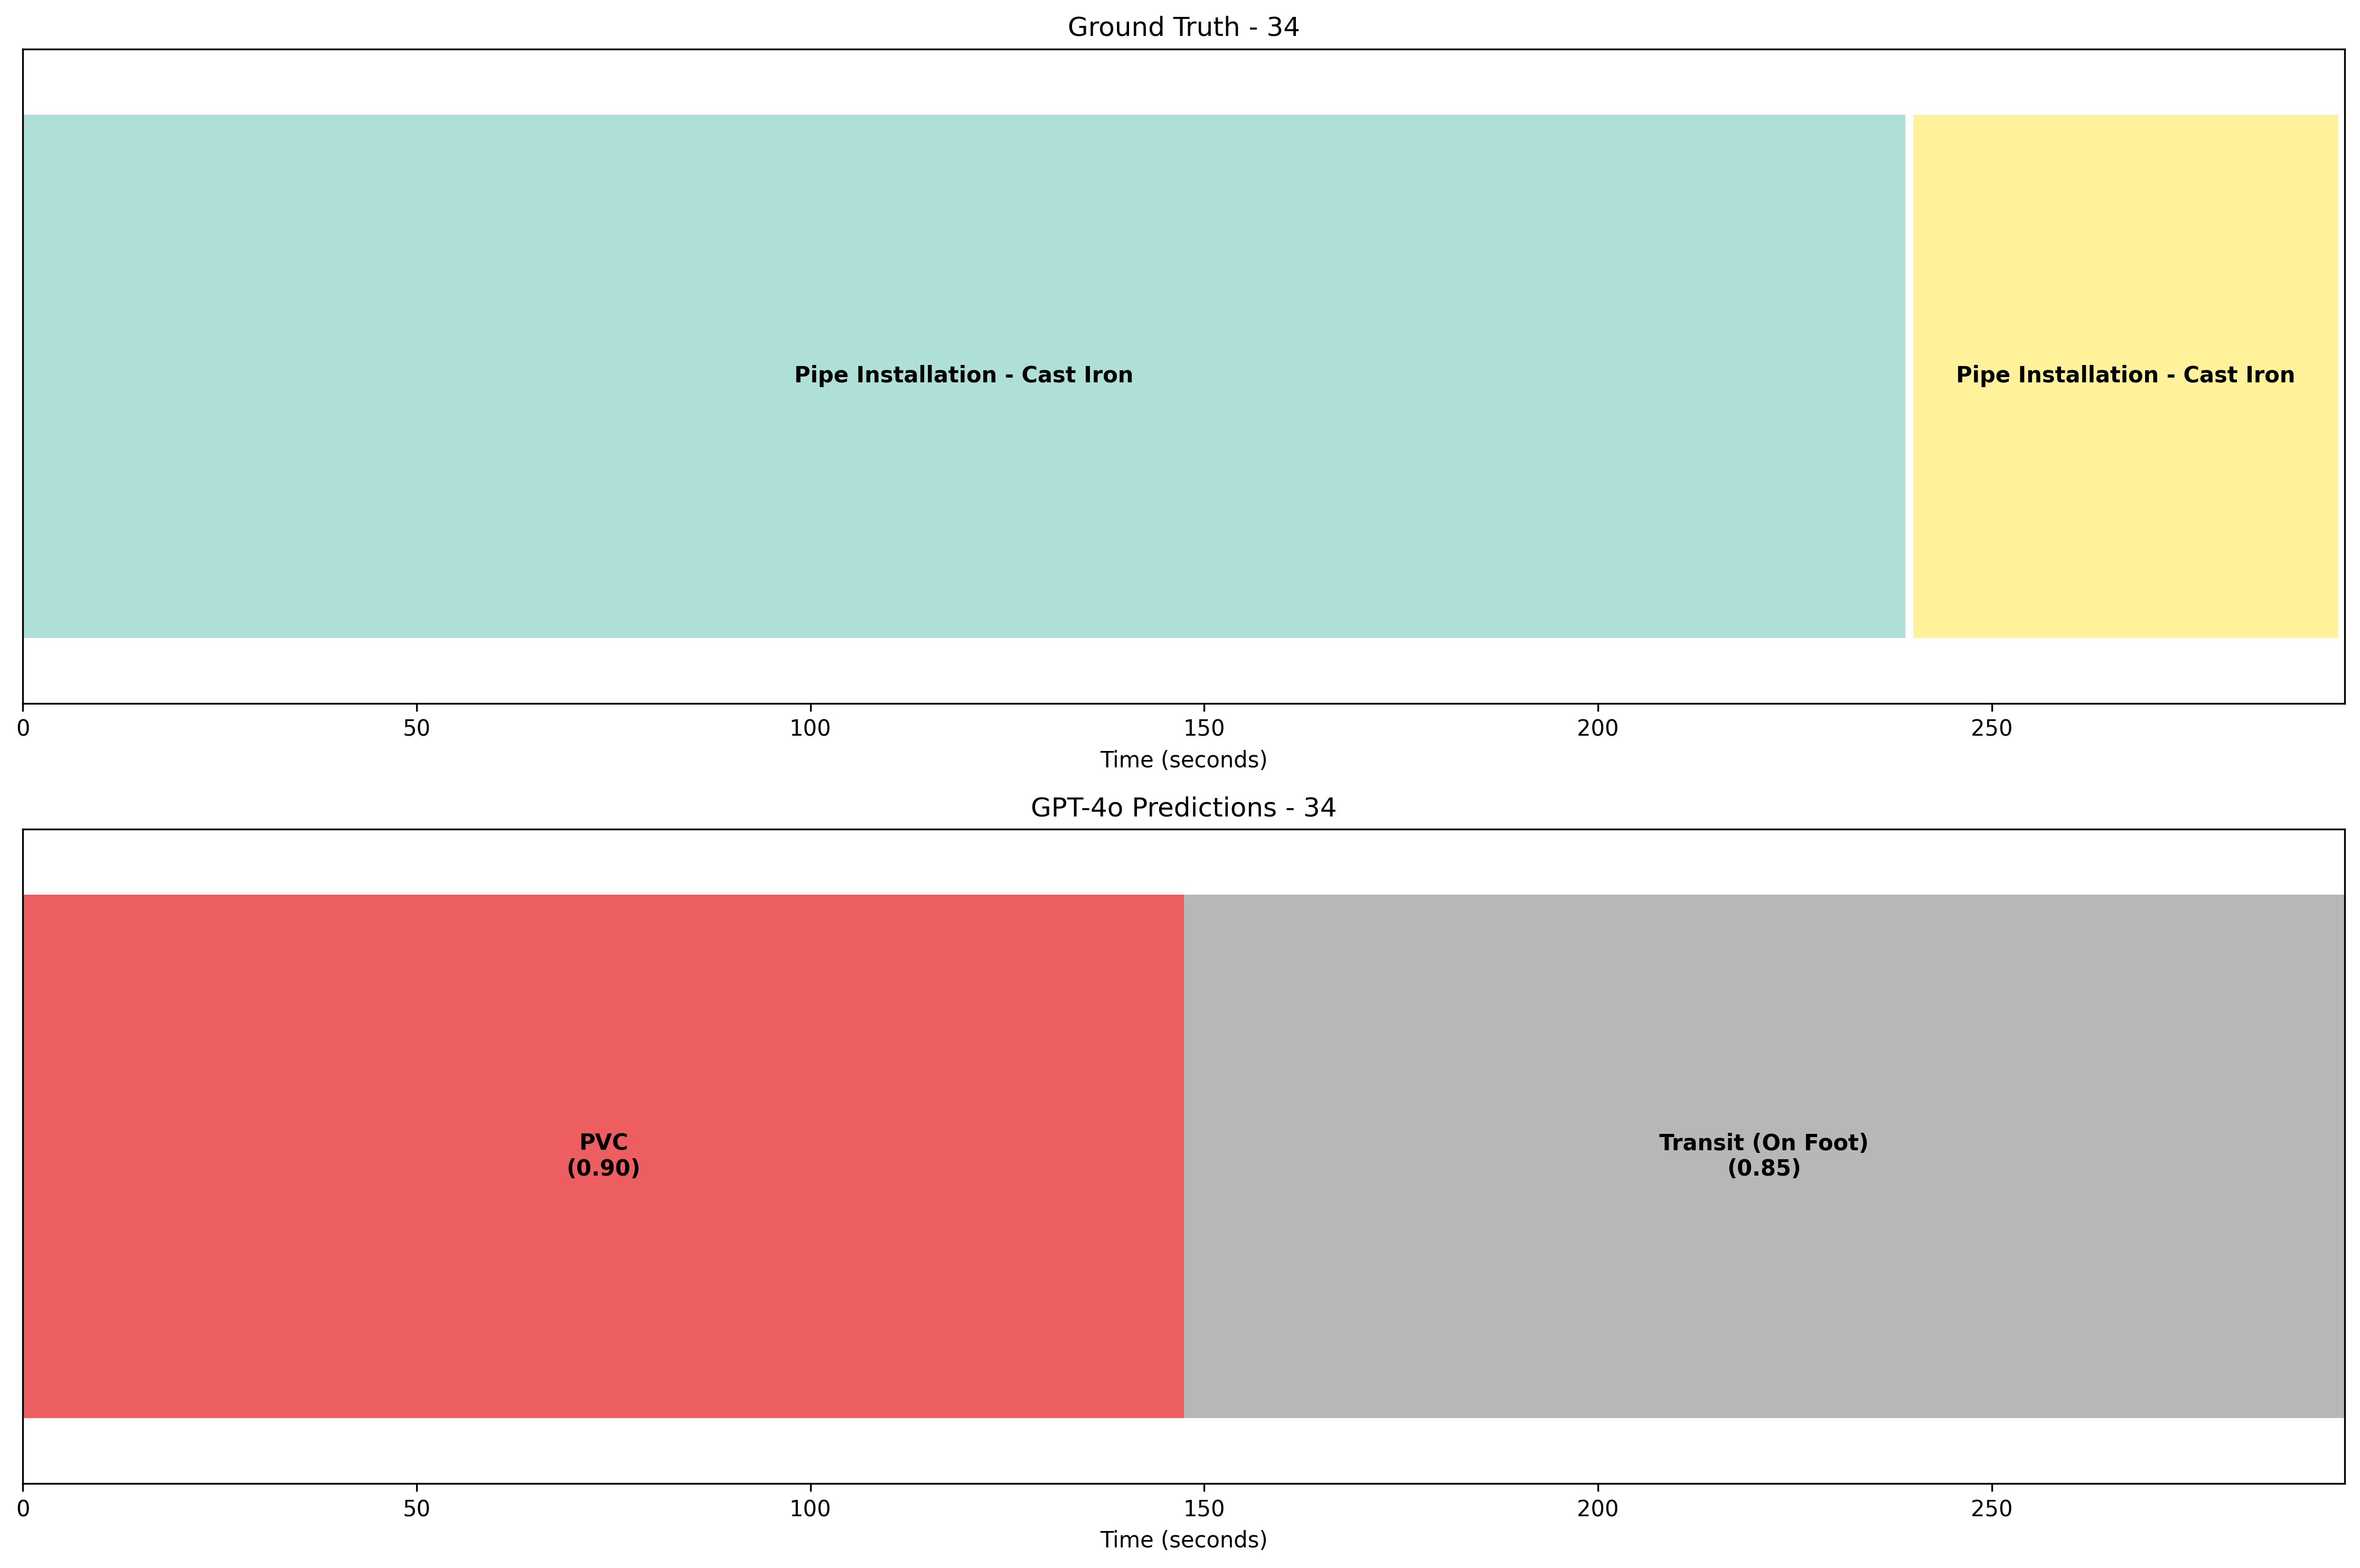 Ground Truth - 34
Pipe Installation - Cast Iron
Pipe Installation - Cast Iron
0
50
100
150
200
250
Time (seconds)
GPT-4o Predictions - 34
PVC
(0.90)
Transit (On Foot)
(0.85)
0
50
100
150
200
250
Time (seconds)